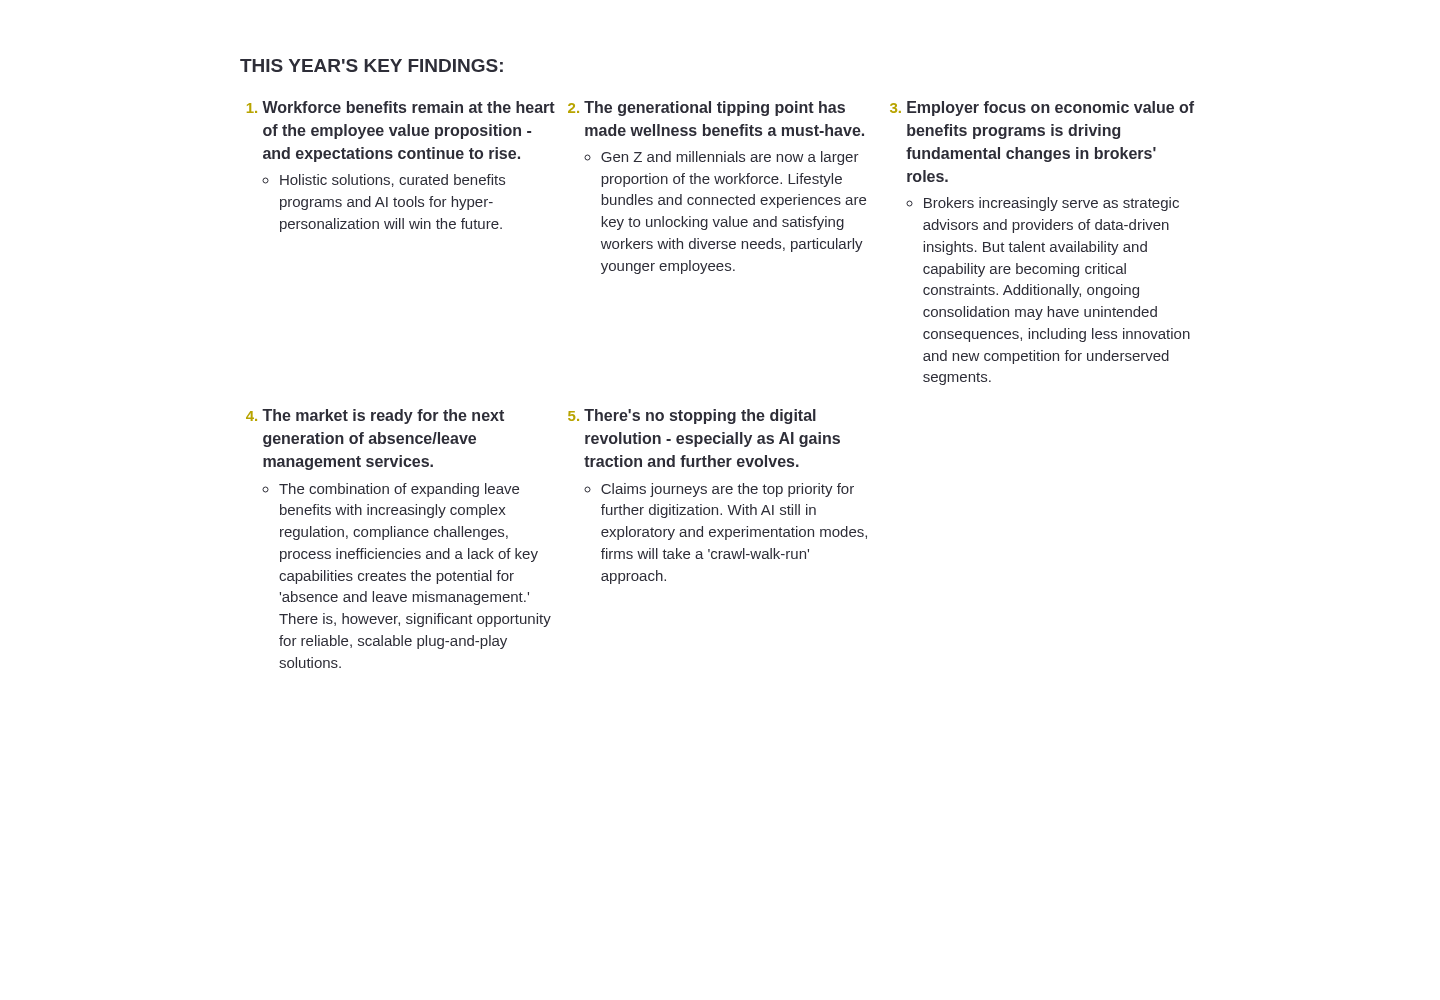 THIS YEAR'S KEY FINDINGS:
1. Workforce benefits remain at the heart
of the employee value proposition -
and expectations continue to rise.
Holistic solutions, curated benefits
programs and AI tools for hyper-
personalization will win the future.
2. The generational tipping point has
made wellness benefits a must-have.
Gen Z and millennials are now a larger
proportion of the workforce. Lifestyle
bundles and connected experiences are
key to unlocking value and satisfying
workers with diverse needs, particularly
younger employees.
3. Employer focus on economic value of
benefits programs is driving
fundamental changes in brokers'
roles.
Brokers increasingly serve as strategic
advisors and providers of data-driven
insights. But talent availability and
capability are becoming critical
constraints. Additionally, ongoing
consolidation may have unintended
consequences, including less innovation
and new competition for underserved
segments.
4. The market is ready for the next
generation of absence/leave
management services.
The combination of expanding leave
benefits with increasingly complex
regulation, compliance challenges,
process inefficiencies and a lack of key
capabilities creates the potential for
'absence and leave mismanagement.'
There is, however, significant opportunity
for reliable, scalable plug-and-play
solutions.
5. There's no stopping the digital
revolution - especially as AI gains
traction and further evolves.
Claims journeys are the top priority for
further digitization. With AI still in
exploratory and experimentation modes,
firms will take a 'crawl-walk-run'
approach.